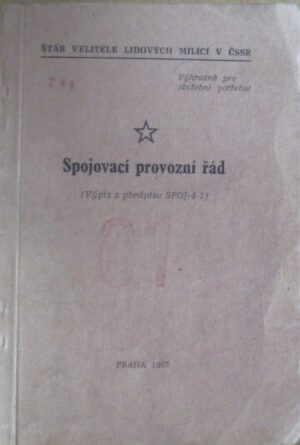 ŠTÁB VELITELE LIDOVÝCH MILICÍ V ČSSR
799
Výhradně pro
služební potřebu!
Spojovací provozní řád
(Výpis z předpisu SPOJ-4-1)
PRAHA 1967